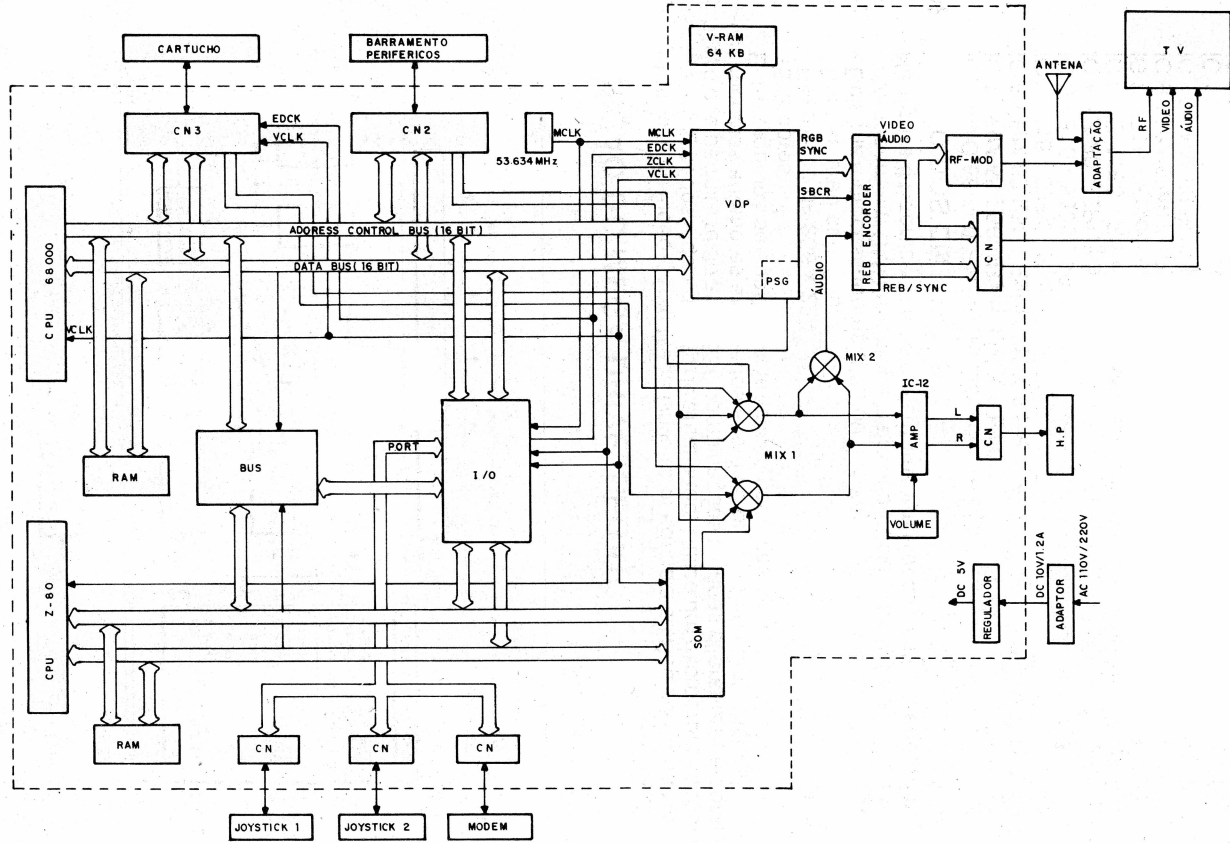 CARTUCHO
BARRAMENTO
PERIFERICOS
V-RAM
64 KB
T V
ANTENA
CN3
EDCK
VCLK
CN2
MCLK
53.634 MHz
MCLK
EDCK
ZCLK
VCLK
VDP
PSG
RGB
SYNC
SBCR
VIDEO
ÁUDIO
REB ENCORDER
RF-MOD
ADAPTAÇÃO
RF
VIDEO
ÁUDIO
CN
REB/SYNC
CPU 68000
ADRESS CONTROL BUS (16 BIT)
DATA BUS (16 BIT)
VCLK
ÁUDIO
MIX 2
IC-12
AMP
L
R
CN
H.P
RAM
BUS
PORT
I/O
MIX 1
VOLUME
CPU Z-80
SOM
DC 5V
REGULADOR
DC 10V/1.2A
ADAPTOR
AC 110V/220V
RAM
CN
CN
CN
JOYSTICK 1
JOYSTICK 2
MODEM